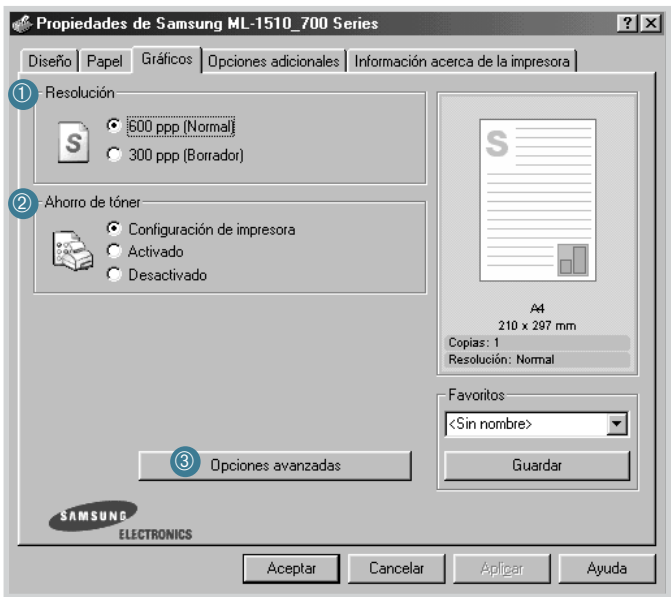 Propiedades de Samsung ML-1510_700 Series
Diseño Papel Gráficos Opciones adicionales Información acerca de la impresora
1 Resolución
S
600 ppp (Normal)
300 ppp (Borrador)
2 Ahorro de tóner
Configuración de impresora
Activado
Desactivado
S
A4
210 x 297 mm
Copias: 1
Resolución: Normal
Favoritos
<Sin nombre>
3 Opciones avanzadas
Guardar
SAMSUNG
ELECTRONICS
Aceptar Cancelar Aplicar Ayuda